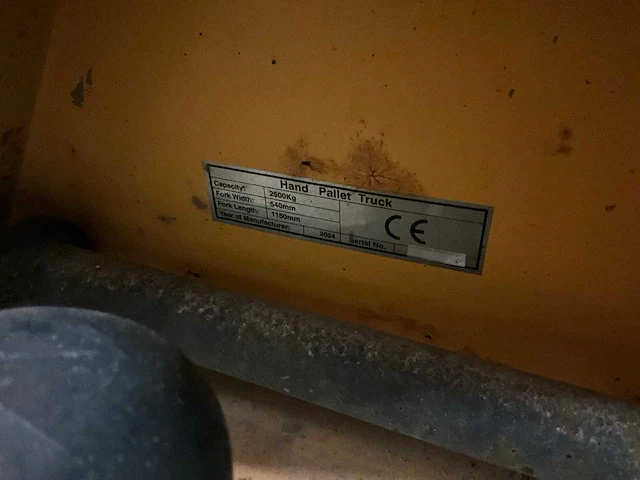 Hand Pallet Truck
Capacity: 2500Kg
Fork Width: 540mm
Fork Length: 1150mm
Year of Manufacturer: 2004
Serial No.
CE